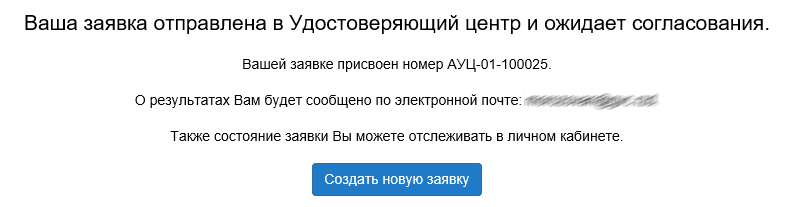 Ваша заявка отправлена в Удостоверяющий центр и ожидает согласования.
Вашей заявке присвоен номер АУЦ-01-100025.
О результатах Вам будет сообщено по электронной почте:
Также состояние заявки Вы можете отслеживать в личном кабинете.
Создать новую заявку